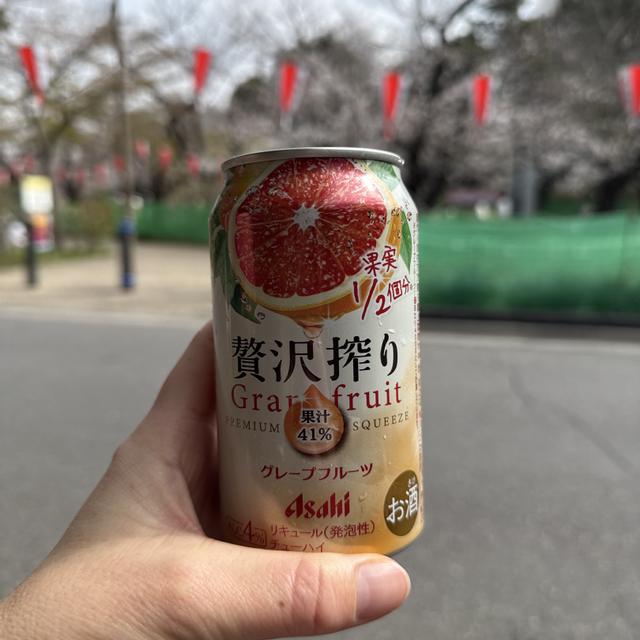 果実
1/2個分
贅沢搾り
Grapefruit
PREMIUM SQUEEZE
果汁
41%
グレープフルーツ
Asahi
お酒
ALC.4%
リキュール(発泡性)
チューハイ